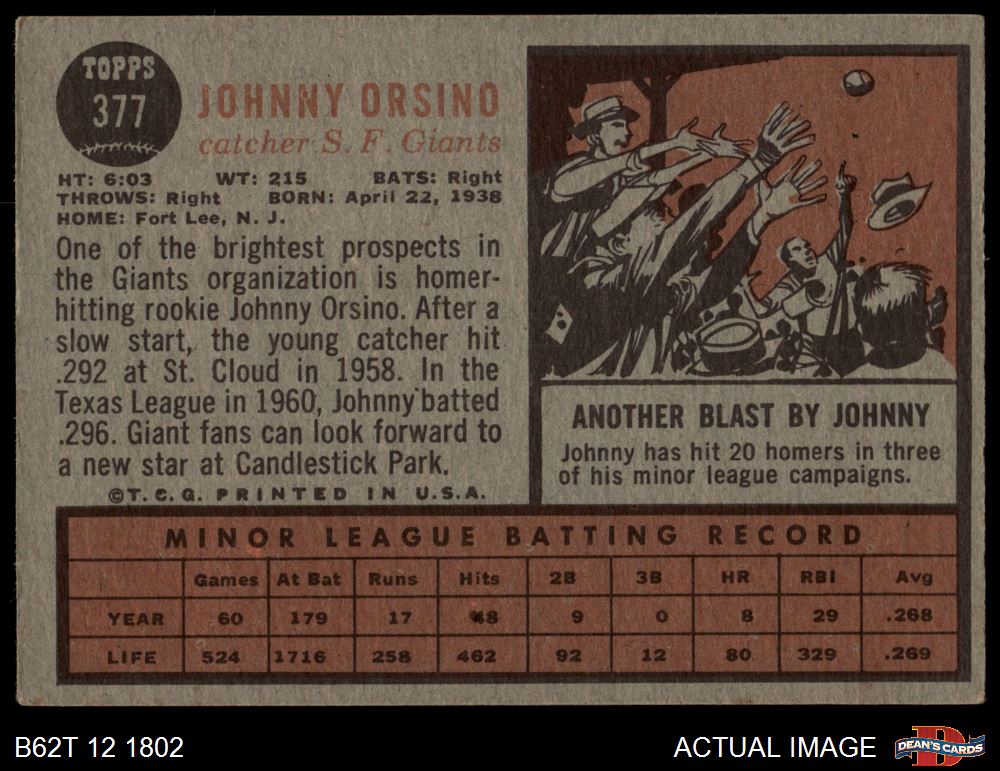 TOPPS
377
JOHNNY ORSINO
catcher S. F. Giants
HT: 6:03 WT: 215 BATS: Right
THROWS: Right BORN: April 22, 1938
HOME: Fort Lee, N. J.
One of the brightest prospects in
the Giants organization is homer-
hitting rookie Johnny Orsino. After a
slow start, the young catcher hit
.292 at St. Cloud in 1958. In the
Texas League in 1960, Johnny batted
.296. Giant fans can look forward to
a new star at Candlestick Park.
©T. C. G. PRINTED IN U.S.A.
ANOTHER BLAST BY JOHNNY
Johnny has hit 20 homers in three
of his minor league campaigns.
MINOR LEAGUE BATTING RECORD
Games At Bat Runs Hits 2B 3B HR RBI Avg
YEAR 60 179 17 48 9 0 8 29 .268
LIFE 524 1716 258 462 92 12 80 329 .269
B62T 12 1802
ACTUAL IMAGE
D
DEAN'S CARDS